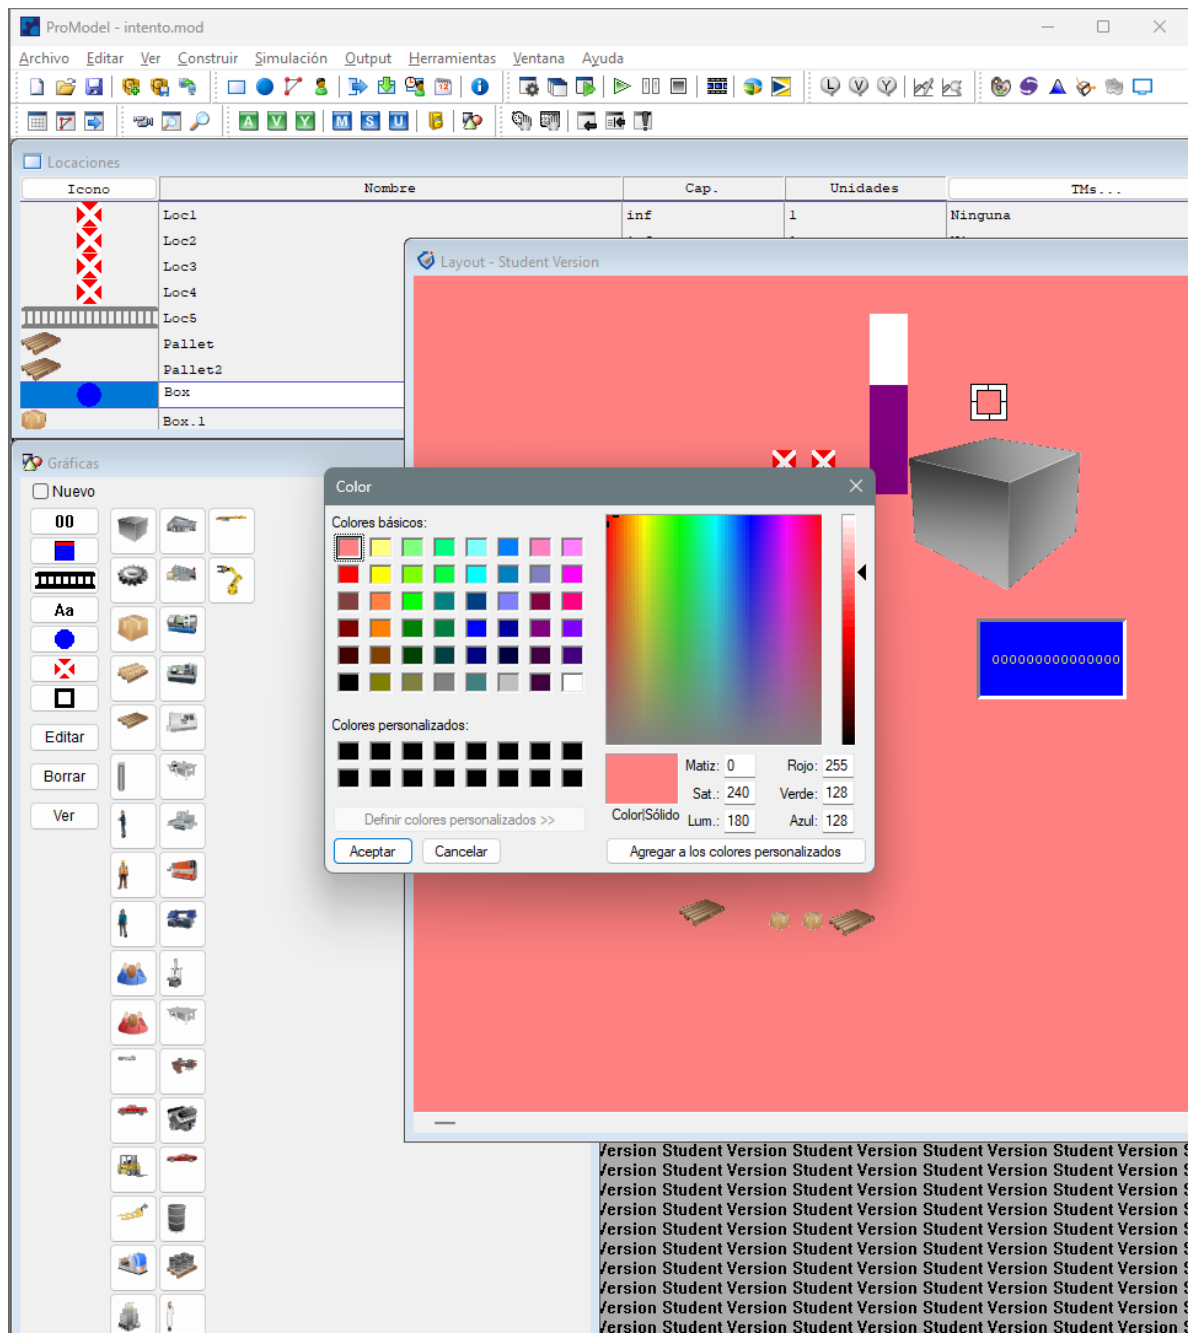 ProModel - intento.mod
Archivo Editar Ver Construir Simulación Output Herramientas Ventana Ayuda
L V Y
A V Y M S U
Locaciones
Icono Nombre Cap. Unidades TMs...
Loc1 inf 1 Ninguna
Loc2
Loc3
Loc4
Loc5
Pallet
Pallet2
Box
Box.1
Layout - Student Version
Gráficas
Nuevo
00
Aa
Editar
Borrar
Ver
Color
Colores básicos:
Colores personalizados:
Definir colores personalizados >>
Aceptar Cancelar
Color|Sólido
Matiz: 0 Rojo: 255
Sat.: 240 Verde: 128
Lum.: 180 Azul: 128
Agregar a los colores personalizados
Version Student Version Student Version Student Version Student Version
Version Student Version Student Version Student Version Student Version
Version Student Version Student Version Student Version Student Version
Version Student Version Student Version Student Version Student Version
Version Student Version Student Version Student Version Student Version
Version Student Version Student Version Student Version Student Version
Version Student Version Student Version Student Version Student Version
Version Student Version Student Version Student Version Student Version
Version Student Version Student Version Student Version Student Version
Version Student Version Student Version Student Version Student Version